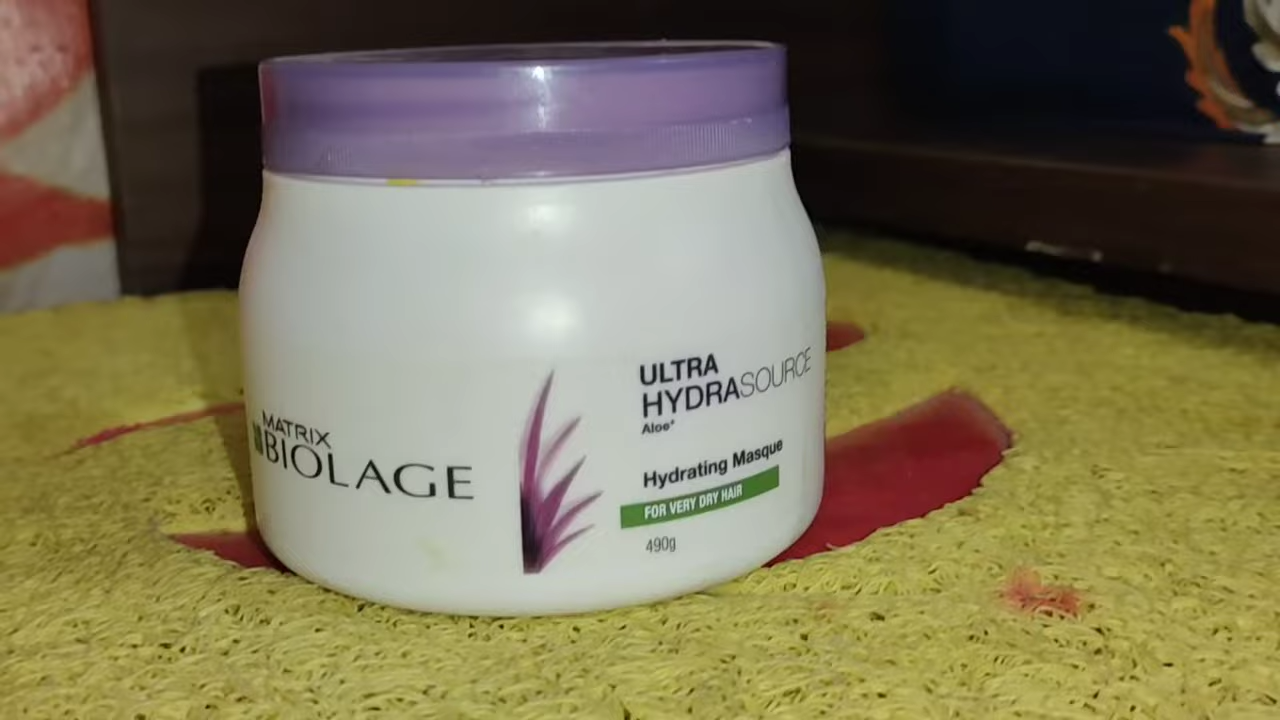 MATRIX
BIOLAGE
ULTRA
HYDRASOURCE
Aloe+
Hydrating Masque
FOR VERY DRY HAIR
490g